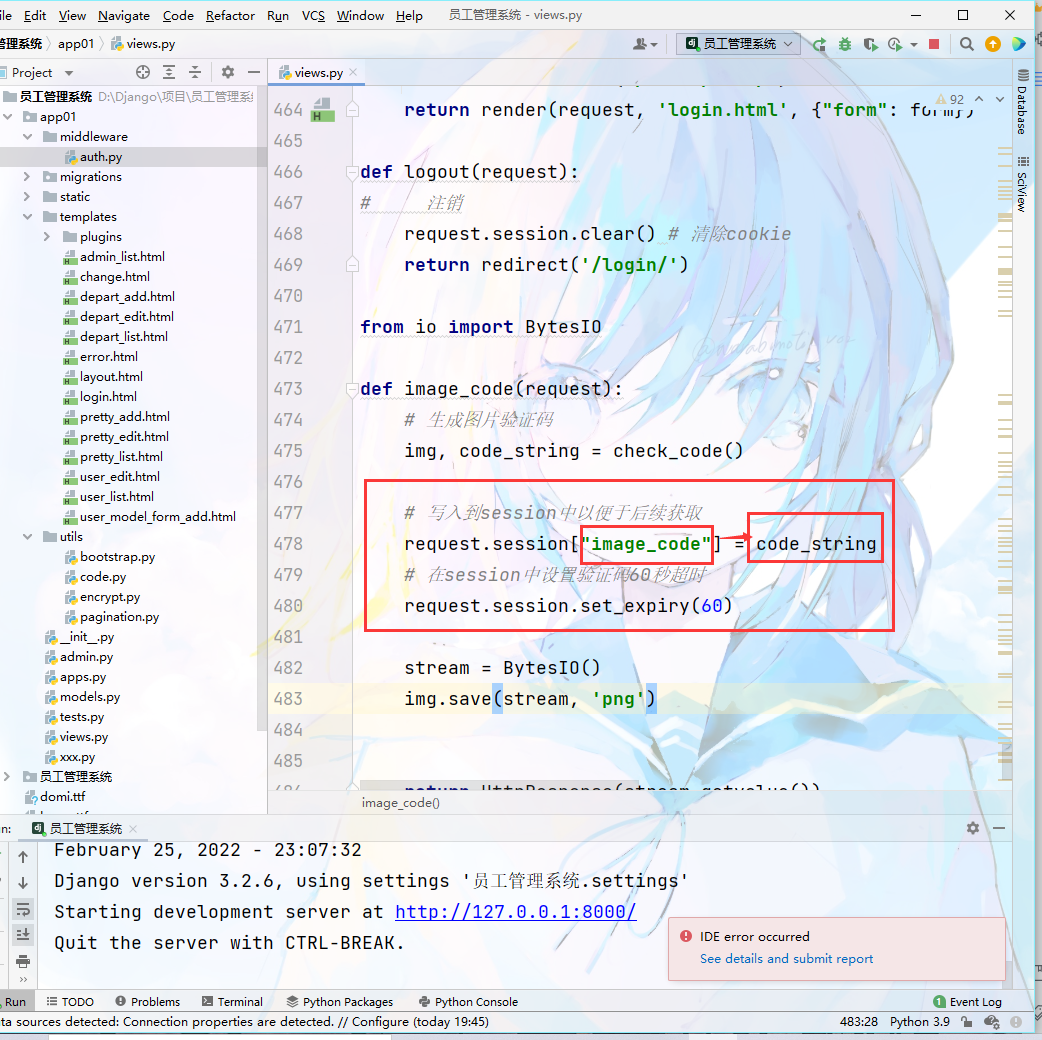 ile Edit View Navigate Code Refactor Run VCS Window Help 员工管理系统 - views.py
管理系统 app01 views.py 员工管理系统
Project views.py
员工管理系统 D:\Django\项目\员工管理系统
app01
middleware
auth.py
migrations
static
templates
plugins
admin_list.html
change.html
depart_add.html
depart_edit.html
depart_list.html
error.html
layout.html
login.html
pretty_add.html
pretty_edit.html
pretty_list.html
user_edit.html
user_list.html
user_model_form_add.html
utils
bootstrap.py
code.py
encrypt.py
pagination.py
__init__.py
admin.py
apps.py
models.py
tests.py
views.py
xxx.py
员工管理系统
domi.ttf
92
464 return render(request, 'login.html', {"form": form})
465
466 def logout(request):
467 # 注销
468 request.session.clear() # 清除cookie
469 return redirect('/login/')
470
471 from io import BytesIO
472
473 def image_code(request):
474 # 生成图片验证码
475 img, code_string = check_code()
476
477 # 写入到session中以便于后续获取
478 request.session["image_code"] = code_string
479 # 在session中设置验证码60秒超时
480 request.session.set_expiry(60)
481
482 stream = BytesIO()
483 img.save(stream, 'png')
484
485
486 return HttpResponse(stream.getvalue())
image_code()
Database
SciView
n: 员工管理系统
February 25, 2022 - 23:07:32
Django version 3.2.6, using settings '员工管理系统.settings'
Starting development server at http://127.0.0.1:8000/
Quit the server with CTRL-BREAK.
IDE error occurred
See details and submit report
Run TODO Problems Terminal Python Packages Python Console 1 Event Log
ta sources detected: Connection properties are detected. // Configure (today 19:45) 483:28 Python 3.9